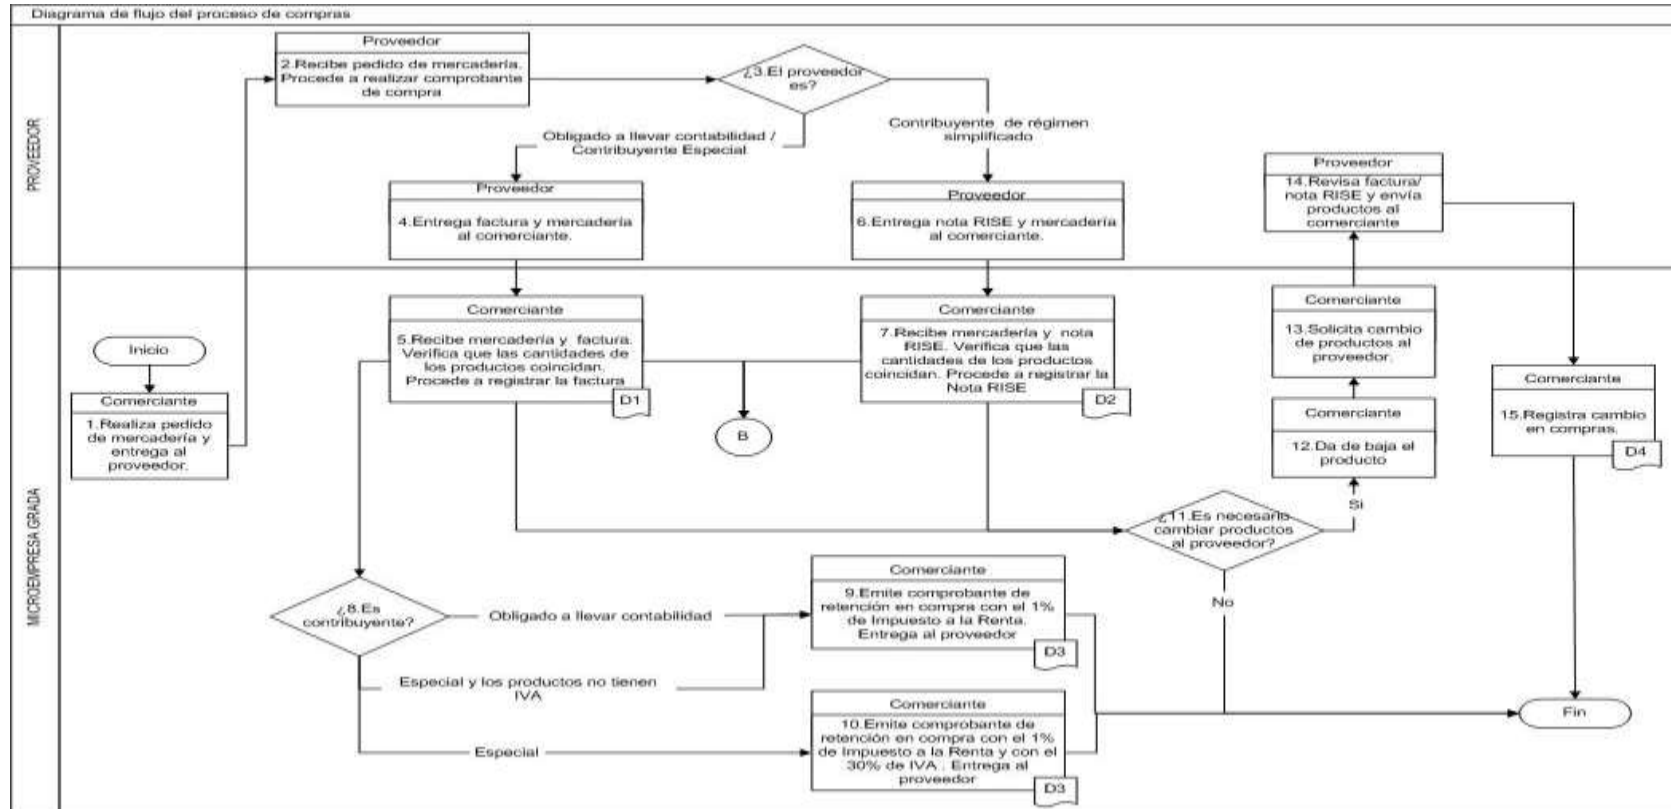 Diagrama de flujo del proceso de compras
PROVEEDOR
Proveedor
2.Recibe pedido de mercadería.
Procede a realizar comprobante
de compra
¿3.El proveedor
es?
Obligado a llevar contabilidad /
Contribuyente Especial
Contribuyente de régimen
simplificado
Proveedor
4.Entrega factura y mercadería
al comerciante.
Proveedor
6.Entrega nota RISE y mercadería
al comerciante.
Proveedor
14.Revisa factura/
nota RISE y envía
productos al
comerciante
MICROEMPRESA GRADA
Inicio
Comerciante
1.Realiza pedido
de mercadería y
entrega al
proveedor.
Comerciante
5.Recibe mercadería y factura.
Verifica que las cantidades de
los productos coincidan.
Procede a registrar la factura
D1
B
Comerciante
7.Recibe mercadería y nota
RISE. Verifica que las
cantidades de los productos
coincidan. Procede a registrar la
Nota RISE
D2
Comerciante
13.Solicita cambio
de productos al
proveedor.
Comerciante
12.Da de baja el
producto
Si
Comerciante
15.Registra cambio
en compras.
D4
¿11.Es necesario
cambiar productos
al proveedor?
No
¿8.Es
contribuyente?
Obligado a llevar contabilidad
Especial y los productos no tienen
IVA
Especial
Comerciante
9.Emite comprobante de
retención en compra con el 1%
de Impuesto a la Renta.
Entrega al proveedor
D3
Comerciante
10.Emite comprobante de
retención en compra con el 1%
de Impuesto a la Renta y con el
30% de IVA . Entrega al
proveedor
D3
Fin